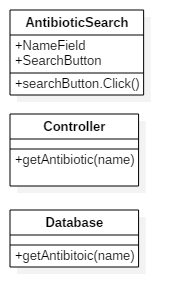 AntibioticSearch
+NameField
+SearchButton
+searchButton.Click()
Controller
+getAntibiotic(name)
Database
+getAntibitoic(name)